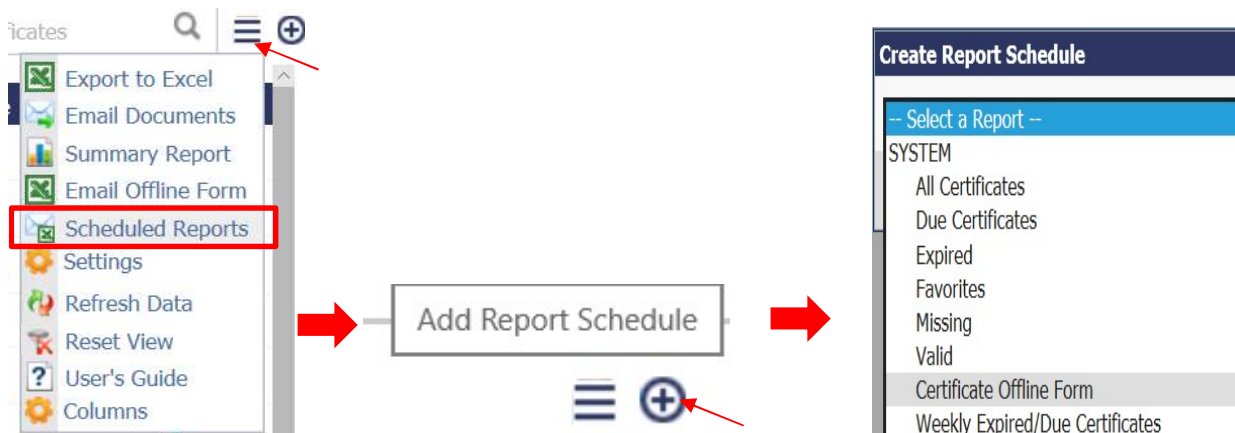 ficates
Export to Excel
Email Documents
Summary Report
Email Offline Form
Scheduled Reports
Settings
Refresh Data
Reset View
? User's Guide
Columns
Add Report Schedule
Create Report Schedule
-- Select a Report --
SYSTEM
All Certificates
Due Certificates
Expired
Favorites
Missing
Valid
Certificate Offline Form
Weekly Expired/Due Certificates